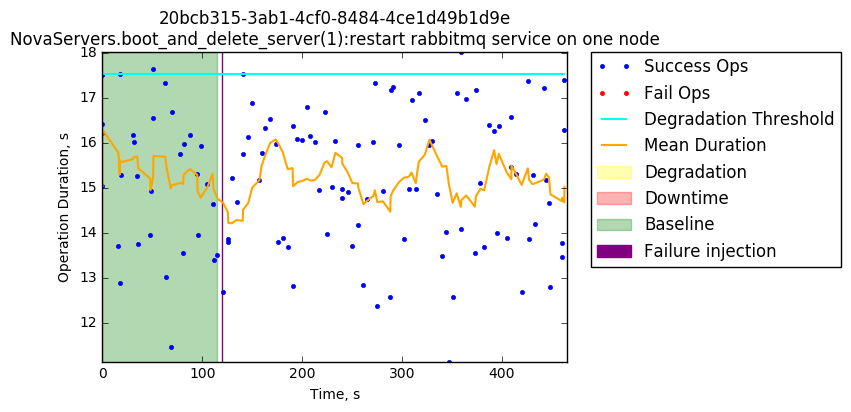 20bcb315-3ab1-4cf0-8484-4ce1d49b1d9e
NovaServers.boot_and_delete_server(1):restart rabbitmq service on one node
18
17
16
15
14
13
12
Operation Duration, s
0 100 200 300 400
Time, s
Success Ops
Fail Ops
Degradation Threshold
Mean Duration
Degradation
Downtime
Baseline
Failure injection